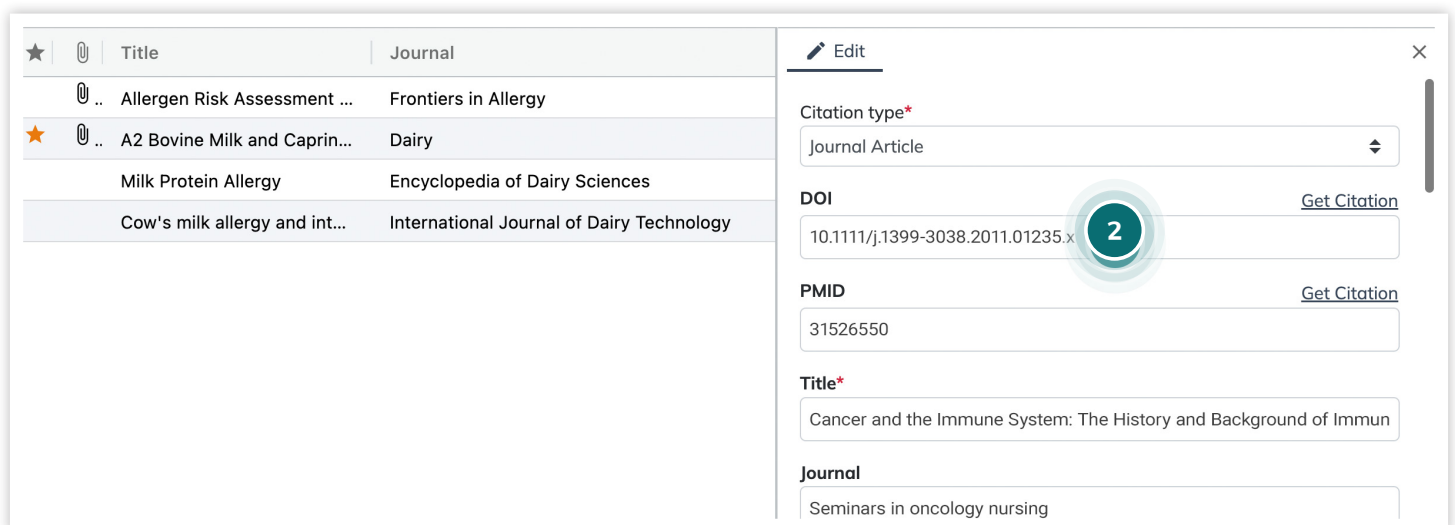 Title Journal
Allergen Risk Assessment ... Frontiers in Allergy
.. A2 Bovine Milk and Caprin... Dairy
Milk Protein Allergy Encyclopedia of Dairy Sciences
Cow's milk allergy and int... International Journal of Dairy Technology
Edit
Citation type*
Journal Article
DOI Get Citation
10.1111/j.1399-3038.2011.01235.x 2
PMID Get Citation
31526550
Title*
Cancer and the Immune System: The History and Background of Immun
Journal
Seminars in oncology nursing